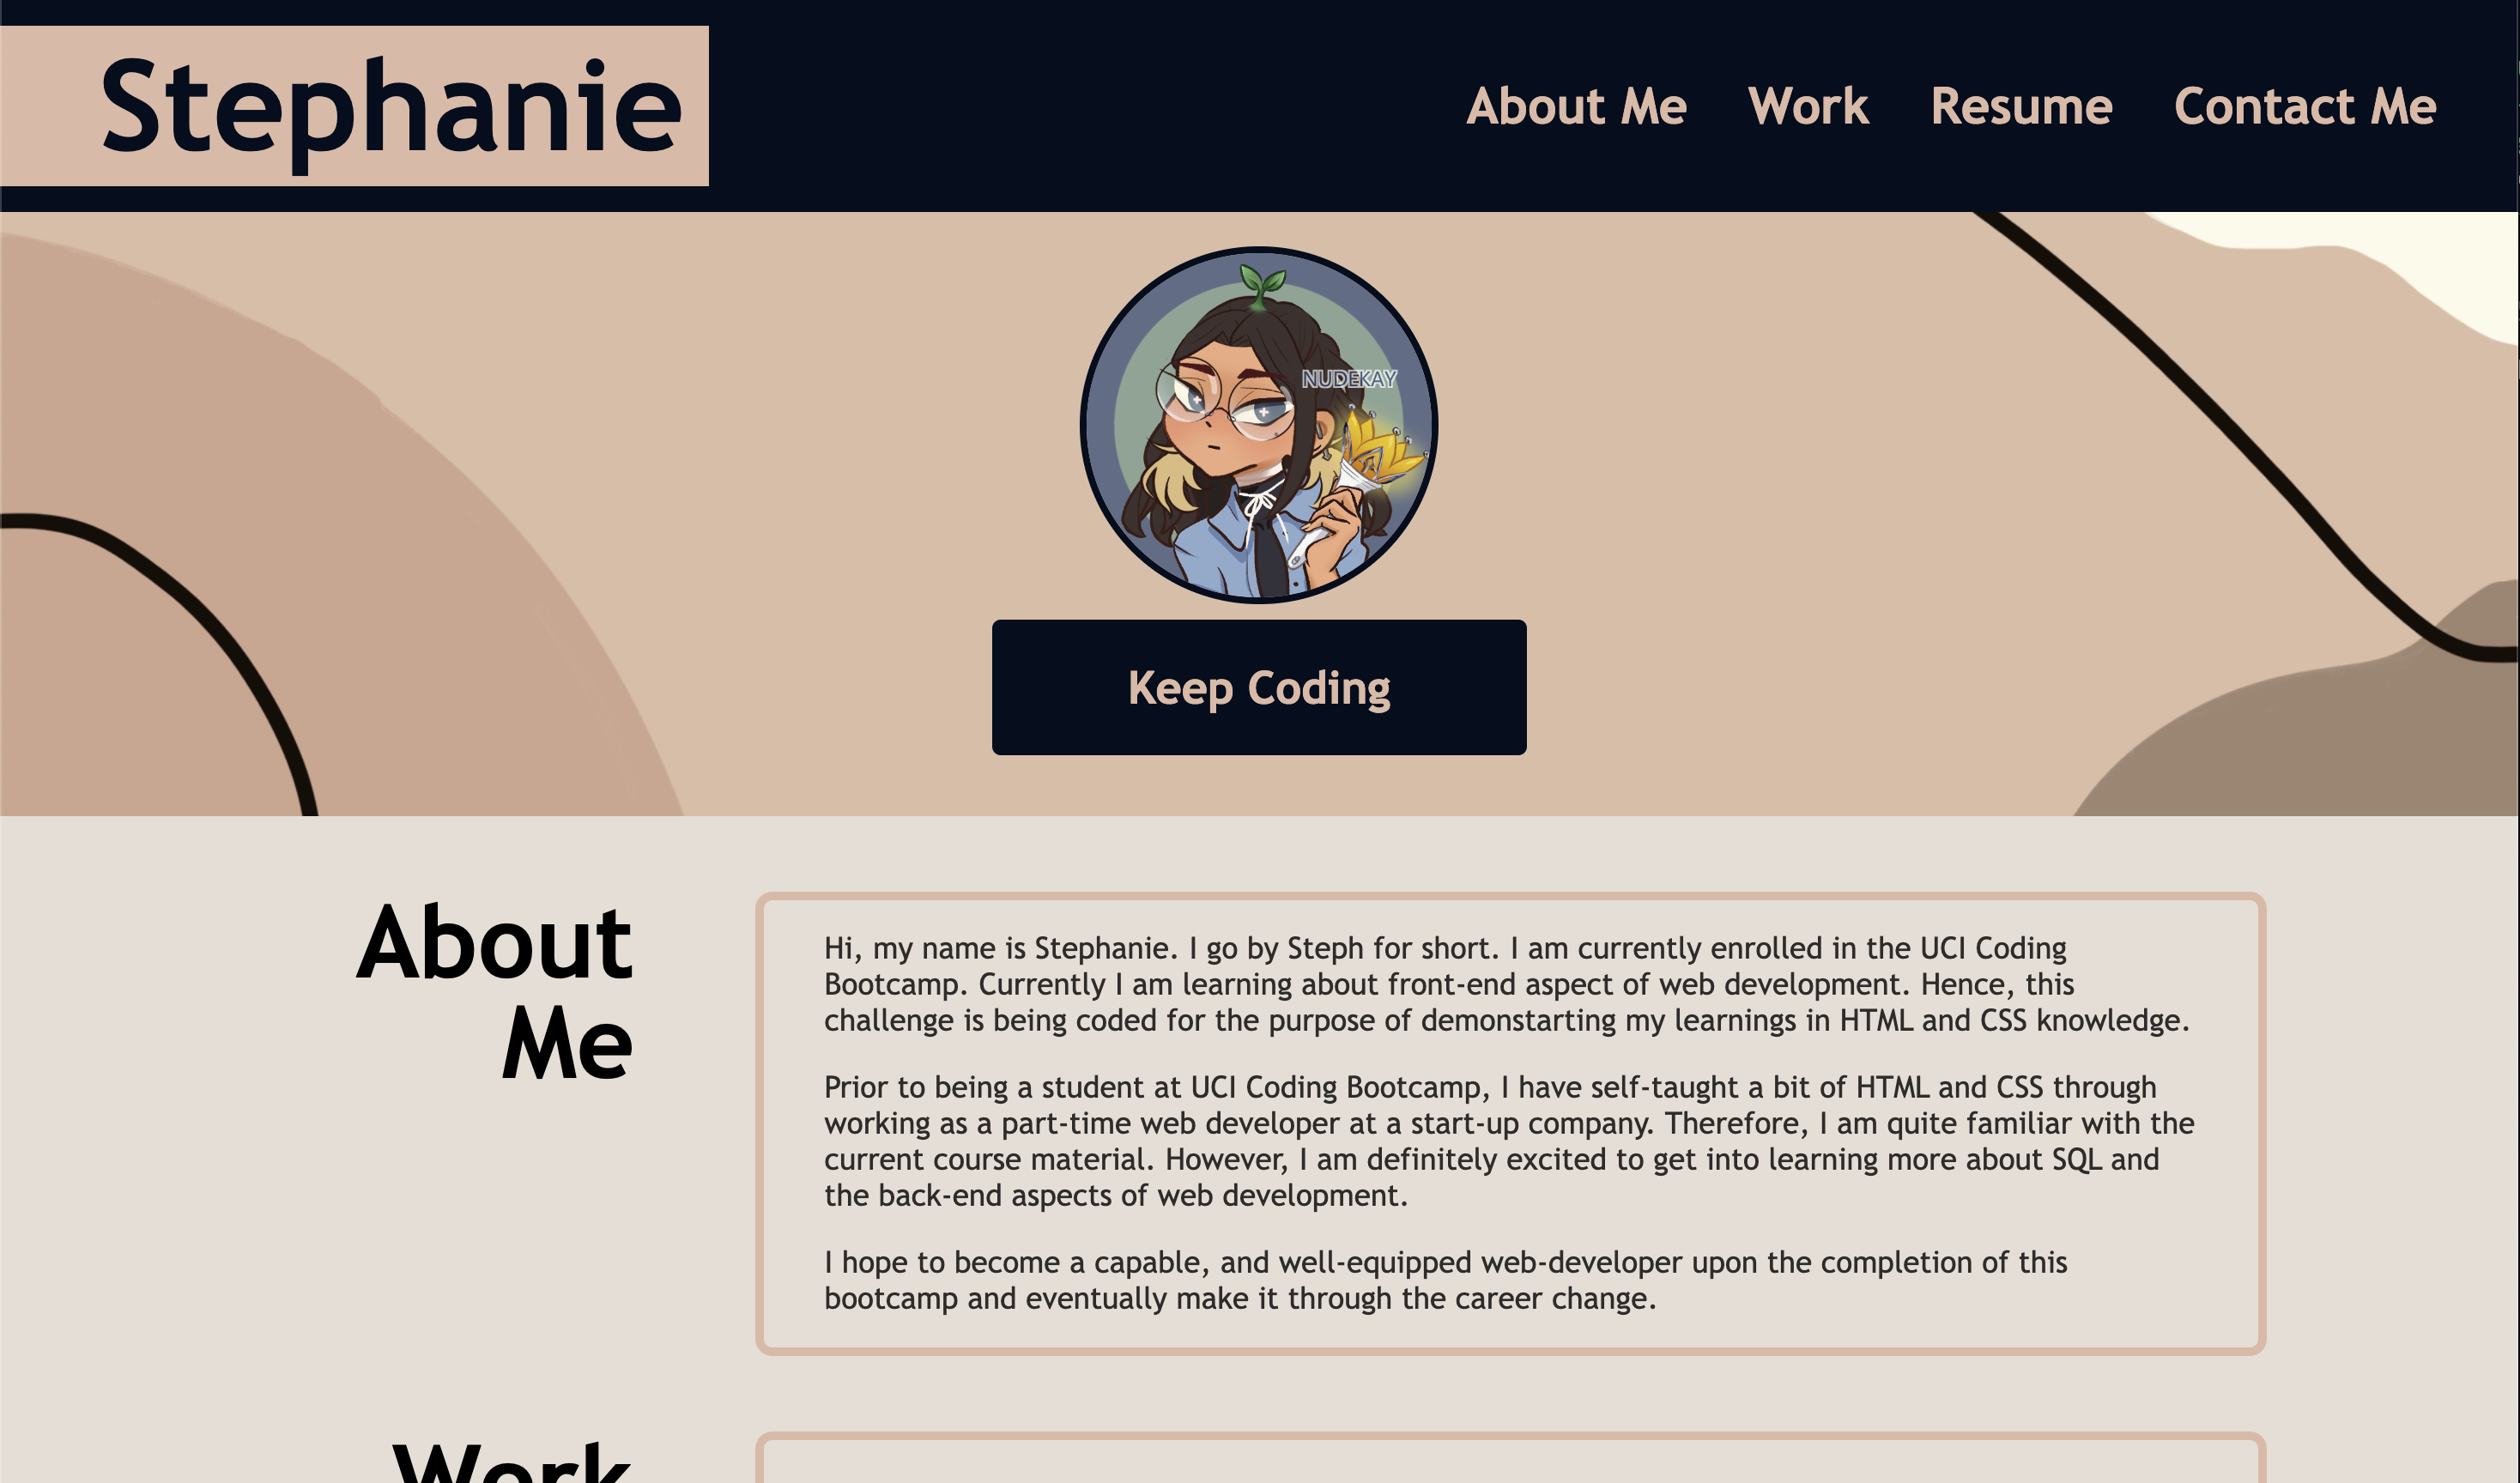 Stephanie
About Me Work Resume Contact Me
NUDEKAY
Keep Coding
About
Me
Hi, my name is Stephanie. I go by Steph for short. I am currently enrolled in the UCI Coding
Bootcamp. Currently I am learning about front-end aspect of web development. Hence, this
challenge is being coded for the purpose of demonstarting my learnings in HTML and CSS knowledge.
Prior to being a student at UCI Coding Bootcamp, I have self-taught a bit of HTML and CSS through
working as a part-time web developer at a start-up company. Therefore, I am quite familiar with the
current course material. However, I am definitely excited to get into learning more about SQL and
the back-end aspects of web development.
I hope to become a capable, and well-equipped web-developer upon the completion of this
bootcamp and eventually make it through the career change.
Work